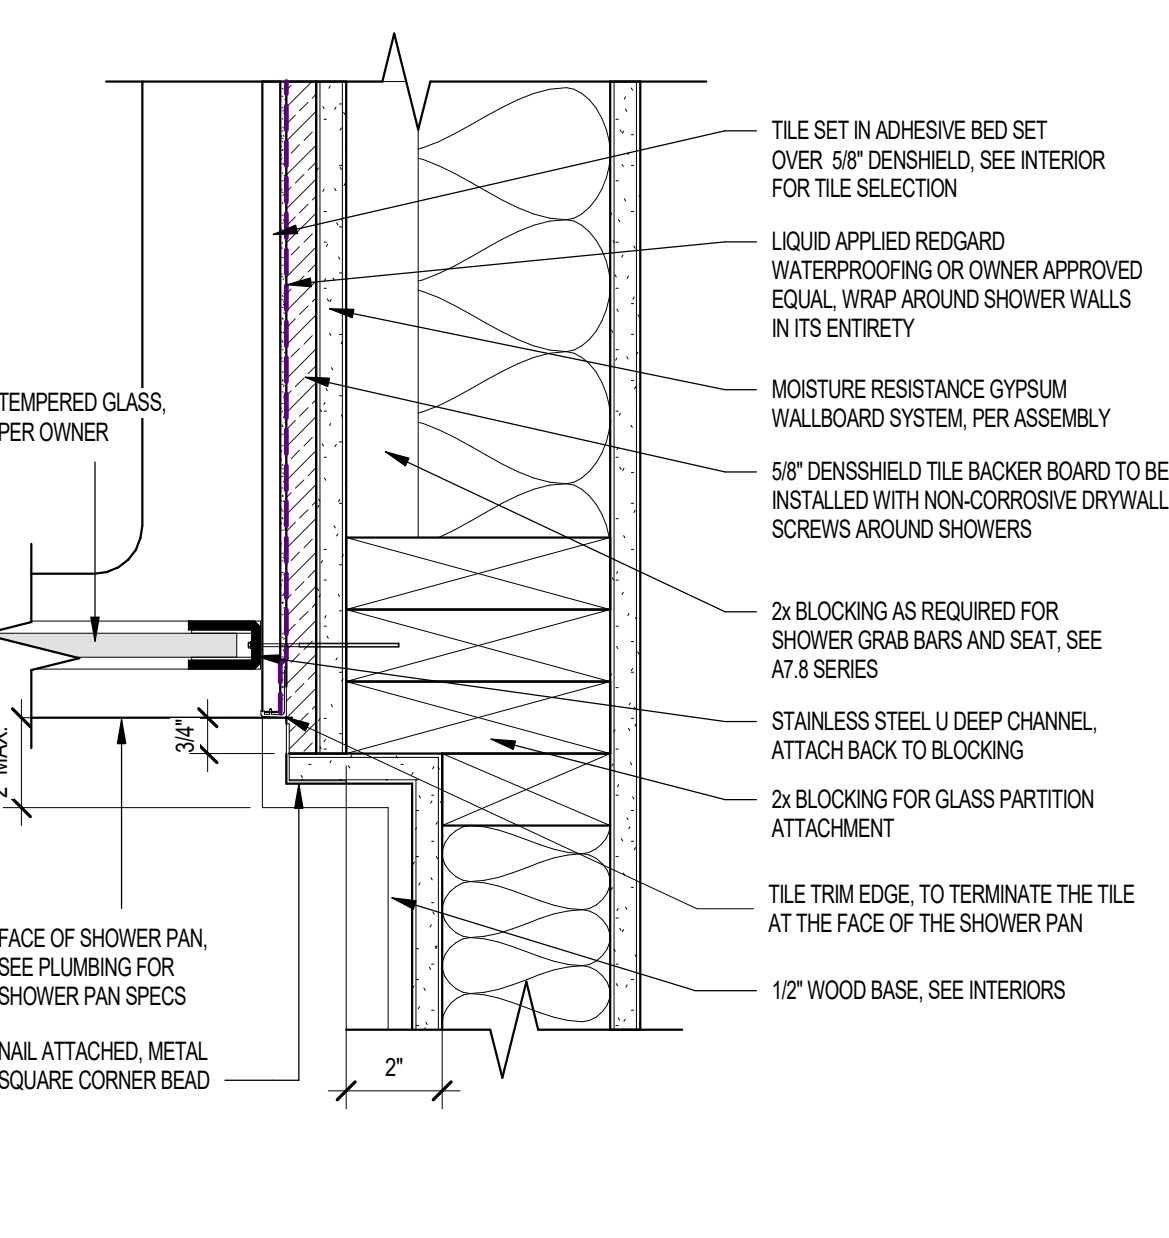 TILE SET IN ADHESIVE BED SET
OVER 5/8" DENSHIELD, SEE INTERIOR
FOR TILE SELECTION
LIQUID APPLIED REDGARD
WATERPROOFING OR OWNER APPROVED
EQUAL, WRAP AROUND SHOWER WALLS
IN ITS ENTIRETY
MOISTURE RESISTANCE GYPSUM
WALLBOARD SYSTEM, PER ASSEMBLY
5/8" DENSSHIELD TILE BACKER BOARD TO BE
INSTALLED WITH NON-CORROSIVE DRYWALL
SCREWS AROUND SHOWERS
2x BLOCKING AS REQUIRED FOR
SHOWER GRAB BARS AND SEAT, SEE
A7.8 SERIES
STAINLESS STEEL U DEEP CHANNEL,
ATTACH BACK TO BLOCKING
2x BLOCKING FOR GLASS PARTITION
ATTACHMENT
TILE TRIM EDGE, TO TERMINATE THE TILE
AT THE FACE OF THE SHOWER PAN
1/2" WOOD BASE, SEE INTERIORS
TEMPERED GLASS,
PER OWNER
3/4"
2" MAX.
FACE OF SHOWER PAN,
SEE PLUMBING FOR
SHOWER PAN SPECS
NAIL ATTACHED, METAL
SQUARE CORNER BEAD
2"